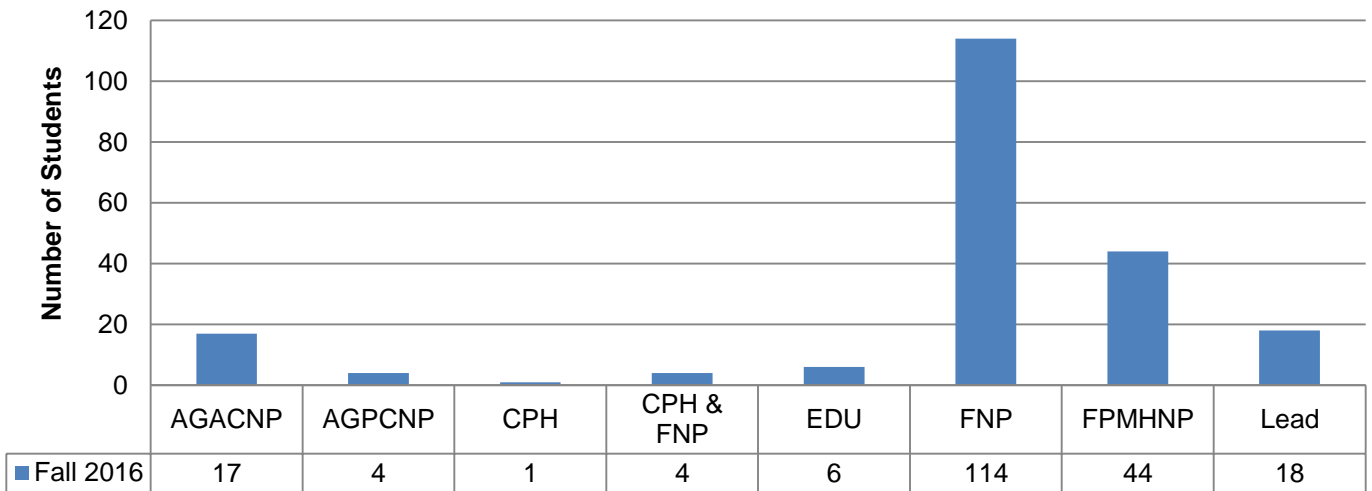 120
100
80
60
40
20
0
Number of Students
AGACNP AGPCNP CPH CPH & FNP EDU FNP FPMHNP Lead
Fall 2016 17 4 1 4 6 114 44 18